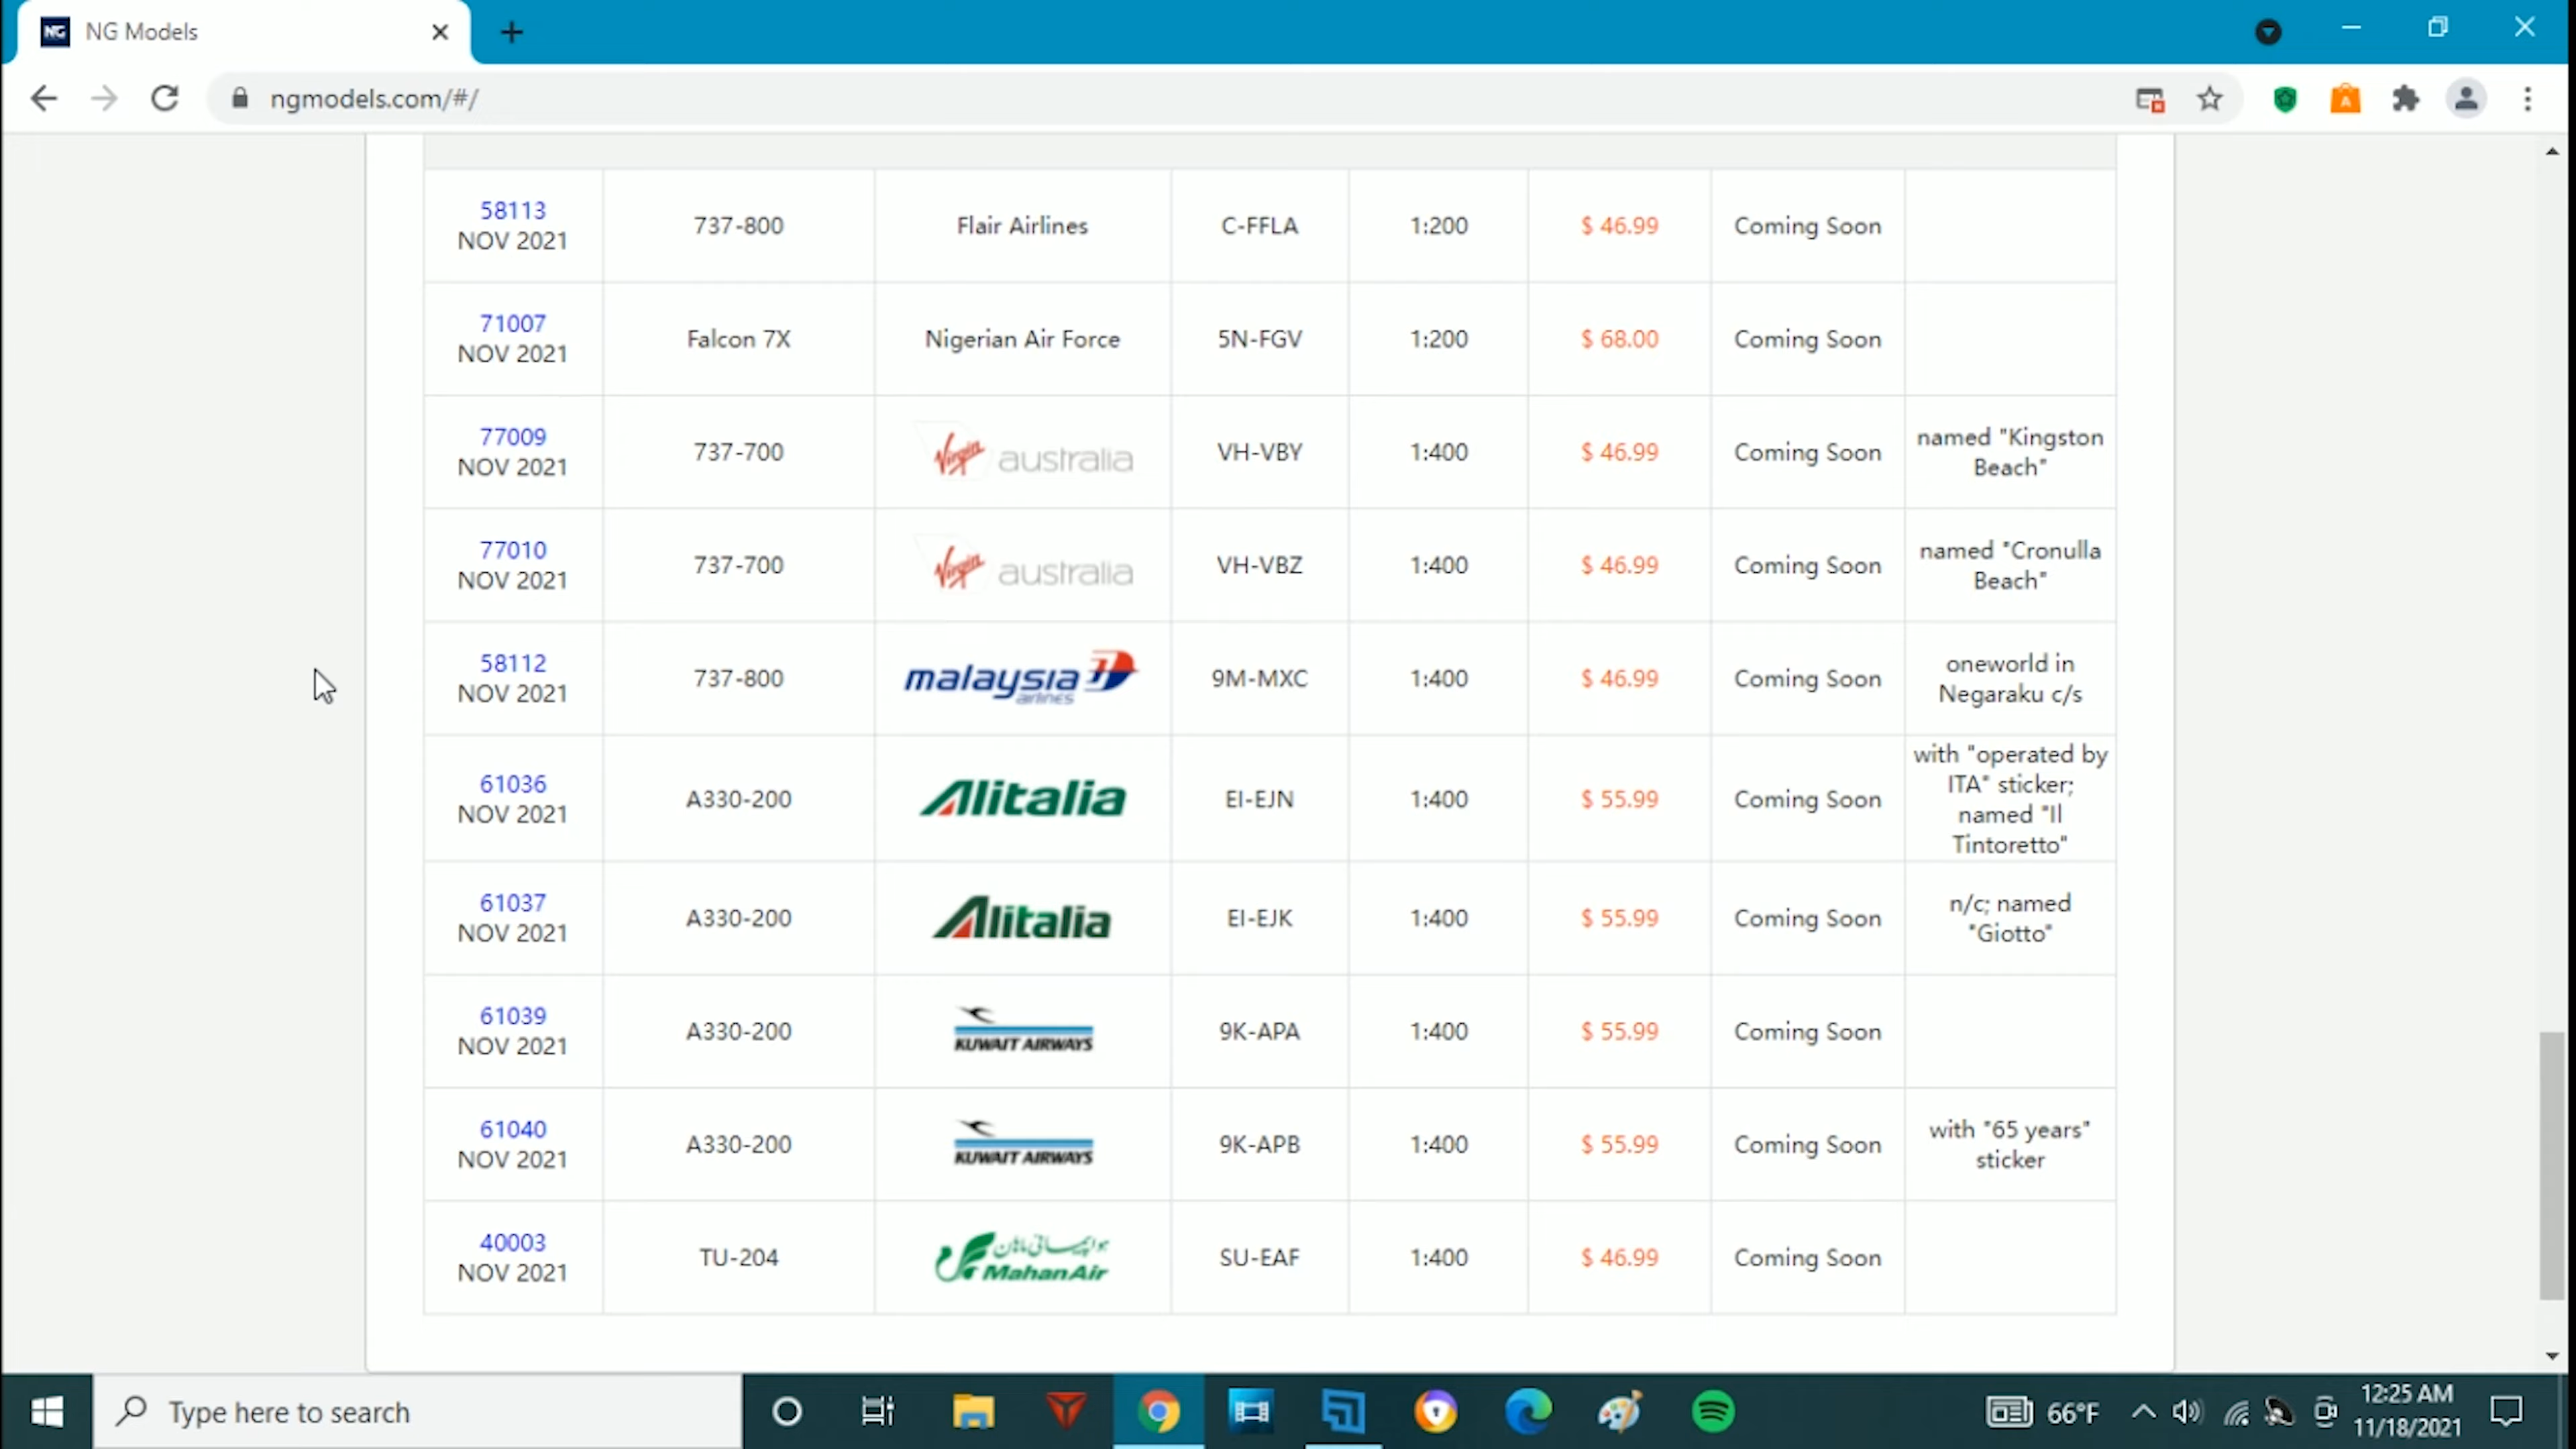 NG NG Models
ngmodels.com/#/
58113
NOV 2021
737-800
Flair Airlines
C-FFLA
1:200
$ 46.99
Coming Soon
71007
NOV 2021
Falcon 7X
Nigerian Air Force
5N-FGV
1:200
$ 68.00
Coming Soon
77009
NOV 2021
737-700
Virgin australia
VH-VBY
1:400
$ 46.99
Coming Soon
named "Kingston
Beach"
77010
NOV 2021
737-700
Virgin australia
VH-VBZ
1:400
$ 46.99
Coming Soon
named "Cronulla
Beach"
58112
NOV 2021
737-800
malaysia
airlines
9M-MXC
1:400
$ 46.99
Coming Soon
oneworld in
Negaraku c/s
61036
NOV 2021
A330-200
Alitalia
EI-EJN
1:400
$ 55.99
Coming Soon
with "operated by
ITA" sticker;
named "Il
Tintoretto"
61037
NOV 2021
A330-200
Alitalia
EI-EJK
1:400
$ 55.99
Coming Soon
n/c; named
"Giotto"
61039
NOV 2021
A330-200
KUWAIT AIRWAYS
9K-APA
1:400
$ 55.99
Coming Soon
61040
NOV 2021
A330-200
KUWAIT AIRWAYS
9K-APB
1:400
$ 55.99
Coming Soon
with "65 years"
sticker
40003
NOV 2021
TU-204
هواپیمائی ماهان
Mahan Air
SU-EAF
1:400
$ 46.99
Coming Soon
Type here to search
66°F
12:25 AM
11/18/2021